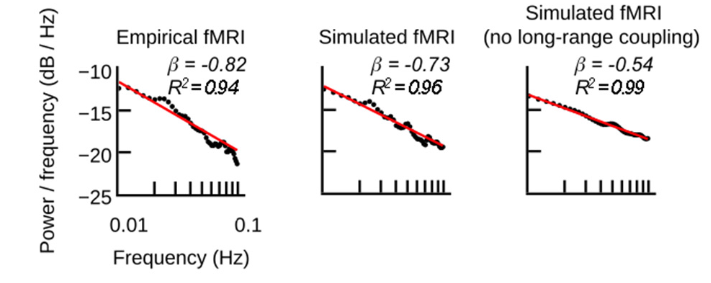 Power / frequency (dB / Hz)
Empirical fMRI
β = -0.82
R²=0.94
−10
−15
−20
−25
0.01
0.1
Frequency (Hz)
Simulated fMRI
β = -0.73
R²=0.96
Simulated fMRI
(no long-range coupling)
β = -0.54
R²=0.99